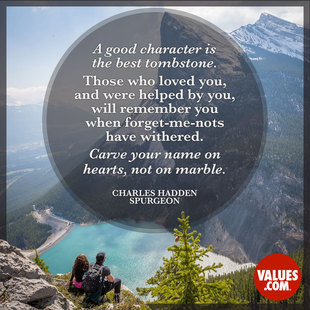 A good character is
the best tombstone.
Those who loved you,
and were helped by you,
will remember you
when forget-me-nots
have withered.
Carve your name on
hearts, not on marble.
CHARLES HADDEN
SPURGEON
VALUES
.COM®